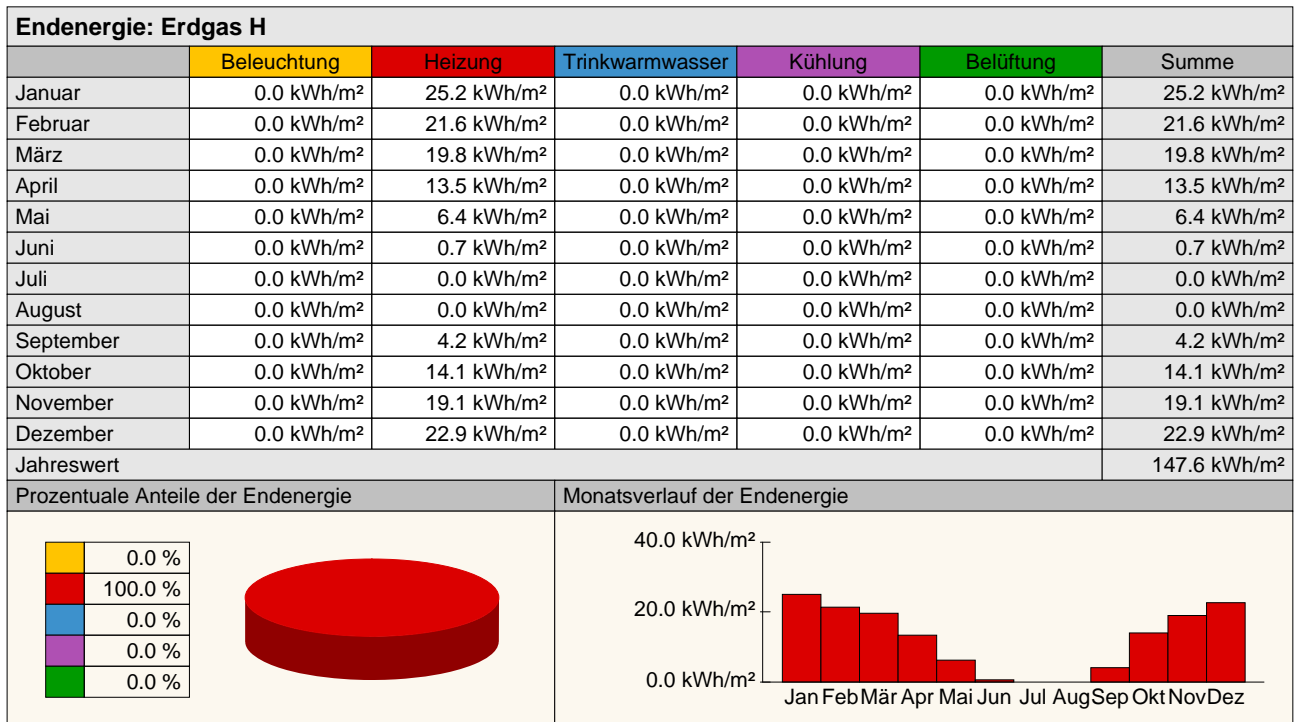 Endenergie: Erdgas H
Beleuchtung Heizung Trinkwarmwasser Kühlung Belüftung Summe
Januar 0.0 kWh/m² 25.2 kWh/m² 0.0 kWh/m² 0.0 kWh/m² 0.0 kWh/m² 25.2 kWh/m²
Februar 0.0 kWh/m² 21.6 kWh/m² 0.0 kWh/m² 0.0 kWh/m² 0.0 kWh/m² 21.6 kWh/m²
März 0.0 kWh/m² 19.8 kWh/m² 0.0 kWh/m² 0.0 kWh/m² 0.0 kWh/m² 19.8 kWh/m²
April 0.0 kWh/m² 13.5 kWh/m² 0.0 kWh/m² 0.0 kWh/m² 0.0 kWh/m² 13.5 kWh/m²
Mai 0.0 kWh/m² 6.4 kWh/m² 0.0 kWh/m² 0.0 kWh/m² 0.0 kWh/m² 6.4 kWh/m²
Juni 0.0 kWh/m² 0.7 kWh/m² 0.0 kWh/m² 0.0 kWh/m² 0.0 kWh/m² 0.7 kWh/m²
Juli 0.0 kWh/m² 0.0 kWh/m² 0.0 kWh/m² 0.0 kWh/m² 0.0 kWh/m² 0.0 kWh/m²
August 0.0 kWh/m² 0.0 kWh/m² 0.0 kWh/m² 0.0 kWh/m² 0.0 kWh/m² 0.0 kWh/m²
September 0.0 kWh/m² 4.2 kWh/m² 0.0 kWh/m² 0.0 kWh/m² 0.0 kWh/m² 4.2 kWh/m²
Oktober 0.0 kWh/m² 14.1 kWh/m² 0.0 kWh/m² 0.0 kWh/m² 0.0 kWh/m² 14.1 kWh/m²
November 0.0 kWh/m² 19.1 kWh/m² 0.0 kWh/m² 0.0 kWh/m² 0.0 kWh/m² 19.1 kWh/m²
Dezember 0.0 kWh/m² 22.9 kWh/m² 0.0 kWh/m² 0.0 kWh/m² 0.0 kWh/m² 22.9 kWh/m²
Jahreswert 147.6 kWh/m²
Prozentuale Anteile der Endenergie
0.0 %
100.0 %
0.0 %
0.0 %
0.0 %
Monatsverlauf der Endenergie
40.0 kWh/m²
20.0 kWh/m²
0.0 kWh/m²
Jan Feb Mär Apr Mai Jun Jul Aug Sep Okt Nov Dez